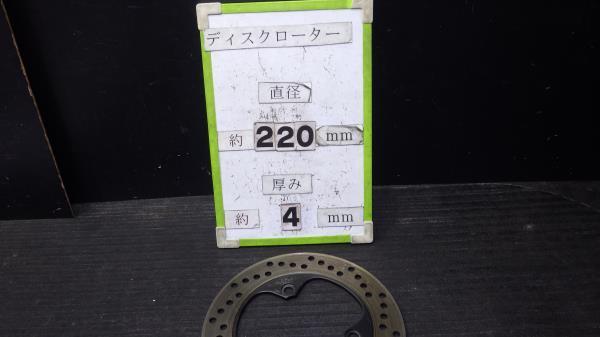 ディスクローター
直径
約 220 mm
厚み
約 4 mm